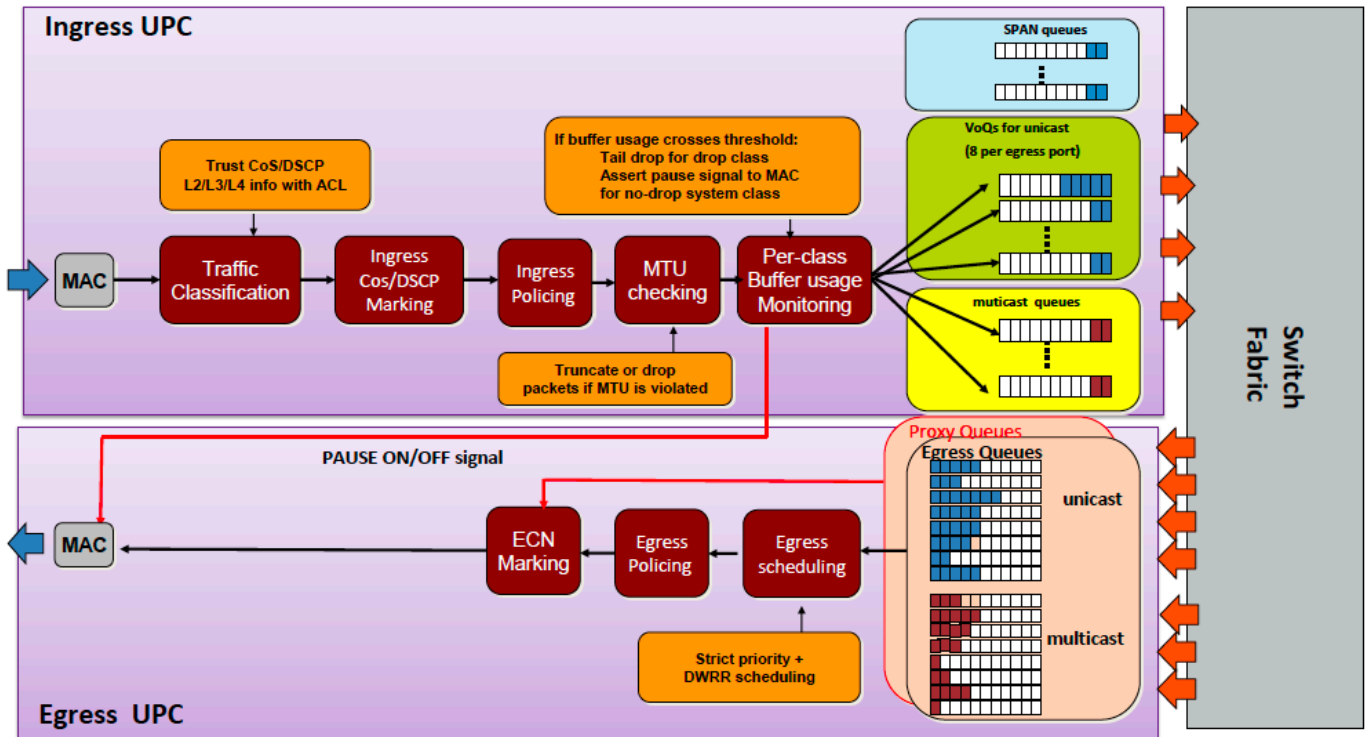 Ingress UPC
SPAN queues
VoQs for unicast
(8 per egress port)
If buffer usage crosses threshold:
Tail drop for drop class
Assert pause signal to MAC
for no-drop system class
Trust CoS/DSCP
L2/L3/L4 info with ACL
MAC
Traffic
Classification
Ingress
Cos/DSCP
Marking
Ingress
Policing
MTU
checking
Per-class
Buffer usage
Monitoring
muticast queues
Truncate or drop
packets if MTU is violated
Switch
Fabric
Proxy Queues
Egress Queues
unicast
multicast
PAUSE ON/OFF signal
MAC
ECN
Marking
Egress
Policing
Egress
scheduling
Strict priority +
DWRR scheduling
Egress UPC